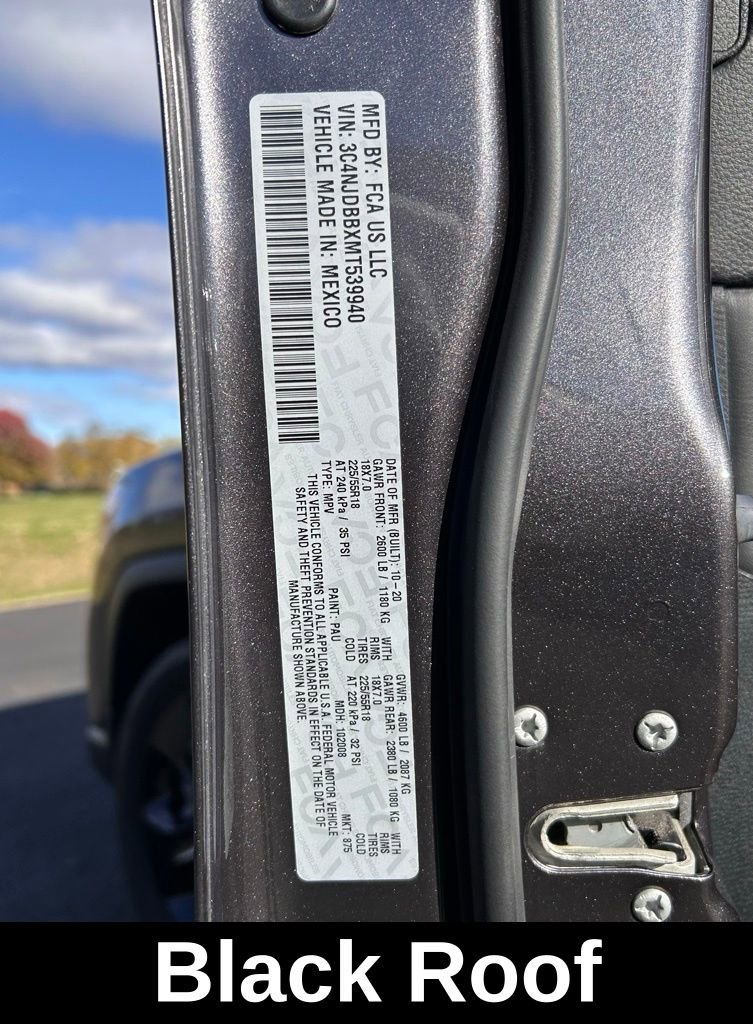 MFD BY: FCA US LLC
VIN: 3C4NJDBBXMT539940
VEHICLE MADE IN: MEXICO
DATE OF MFR (BUILT): 10-20 GVWR: 4600 LB / 2087 KG
GAWR FRONT: 2600 LB / 1180 KG WITH GAWR REAR: 2380 LB / 1080 KG WITH
18X7.0 RIMS 18X7.0 RIMS
225/55R18 TIRES 225/55R18 TIRES
AT 240 kPa / 35 PSI COLD AT 220 kPa / 32 PSI COLD
TYPE: MPV PAINT: PAU MDH: 102008 MKT: 875
THIS VEHICLE CONFORMS TO ALL APPLICABLE U.S.A. FEDERAL MOTOR VEHICLE
SAFETY AND THEFT PREVENTION STANDARDS IN EFFECT ON THE DATE OF
MANUFACTURE SHOWN ABOVE.
Black Roof